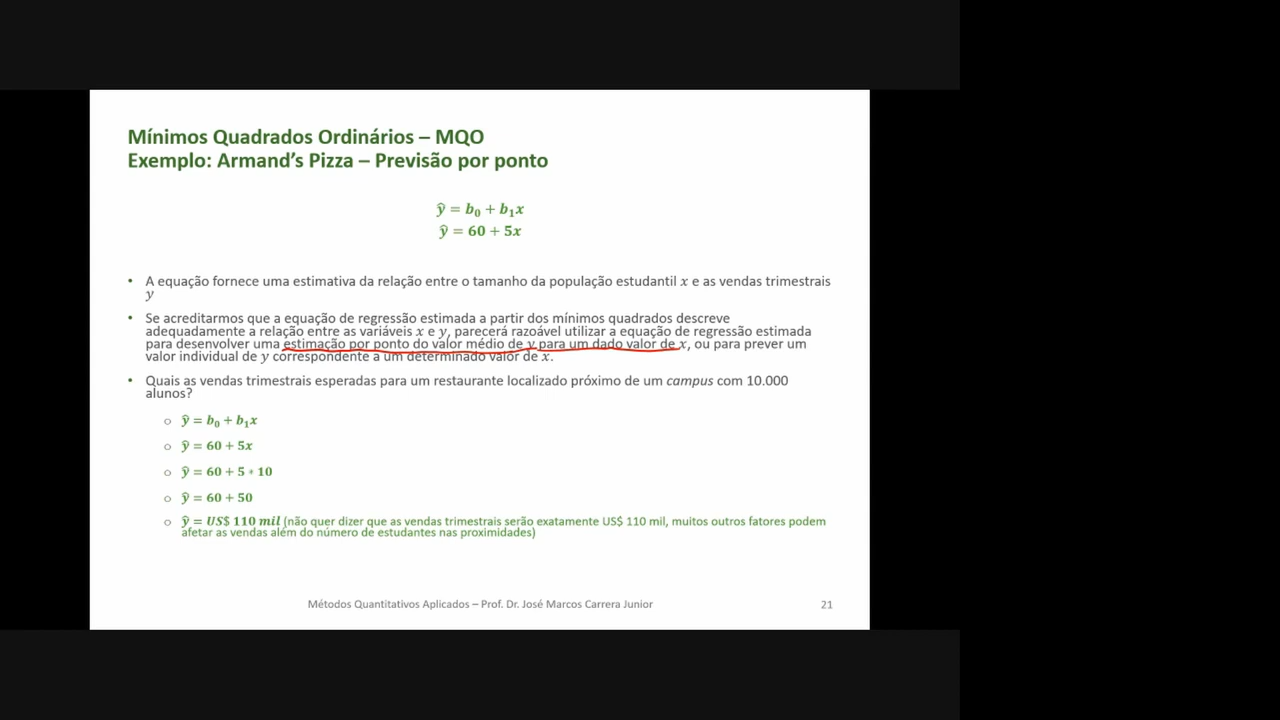 Mínimos Quadrados Ordinários – MQO
Exemplo: Armand's Pizza – Previsão por ponto
ŷ = b₀ + b₁x
ŷ = 60 + 5x
• A equação fornece uma estimativa da relação entre o tamanho da população estudantil x e as vendas trimestrais
y
• Se acreditarmos que a equação de regressão estimada a partir dos mínimos quadrados descreve
adequadamente a relação entre as variáveis x e y, parecerá razoável utilizar a equação de regressão estimada
para desenvolver uma estimação por ponto do valor médio de y para um dado valor de x, ou para prever um
valor individual de y correspondente a um determinado valor de x.
• Quais as vendas trimestrais esperadas para um restaurante localizado próximo de um campus com 10.000
alunos?
○ ŷ = b₀ + b₁x
○ ŷ = 60 + 5x
○ ŷ = 60 + 5 * 10
○ ŷ = 60 + 50
○ ŷ = US$ 110 mil (não quer dizer que as vendas trimestrais serão exatamente US$ 110 mil, muitos outros fatores podem
afetar as vendas além do número de estudantes nas proximidades)
Métodos Quantitativos Aplicados – Prof. Dr. José Marcos Carrera Junior
21